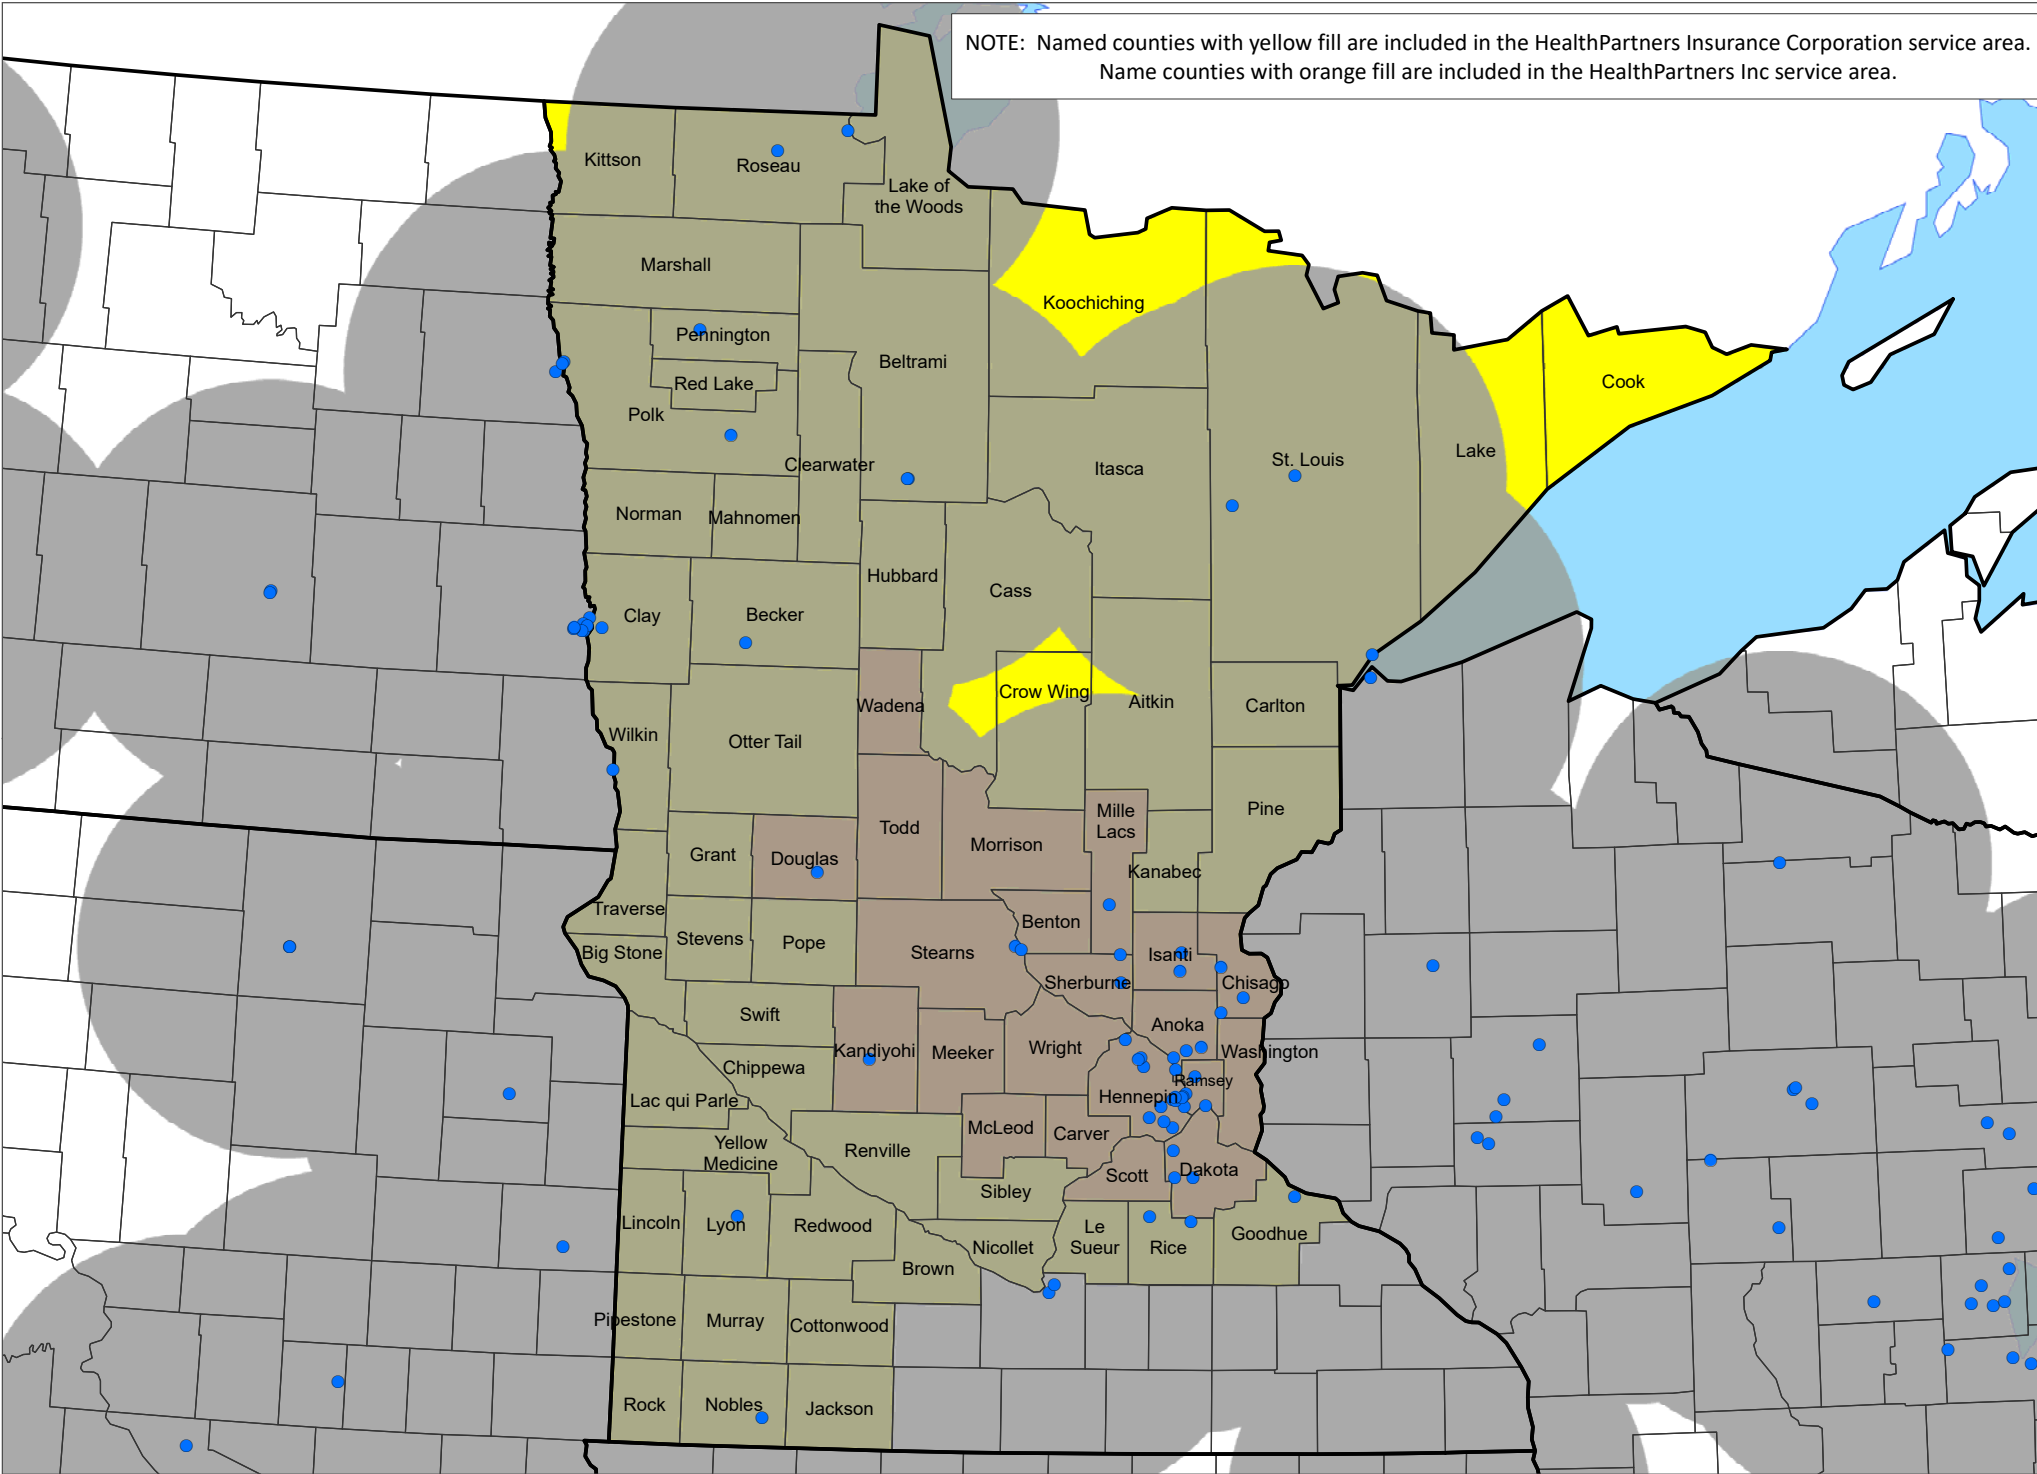 NOTE: Named counties with yellow fill are included in the HealthPartners Insurance Corporation service area.
Name counties with orange fill are included in the HealthPartners Inc service area.
Kittson
Roseau
Lake of
the Woods
Marshall
Koochiching
Pennington
Beltrami
Red Lake
Cook
Polk
Clearwater
Itasca
St. Louis
Lake
Norman
Mahnomen
Hubbard
Cass
Clay
Becker
Crow Wing
Wadena
Aitkin
Carlton
Wilkin
Otter Tail
Mille
Lacs
Pine
Todd
Morrison
Grant
Douglas
Kanabec
Traverse
Benton
Stevens
Pope
Big Stone
Stearns
Isanti
Sherburne
Chisago
Swift
Anoka
Kandiyohi
Meeker
Wright
Washington
Chippewa
Ramsey
Hennepin
Lac qui Parle
McLeod
Carver
Yellow
Medicine
Renville
Scott
Dakota
Sibley
Lincoln
Lyon
Redwood
Le
Sueur
Rice
Goodhue
Nicollet
Brown
Pipestone
Murray
Cottonwood
Rock
Nobles
Jackson